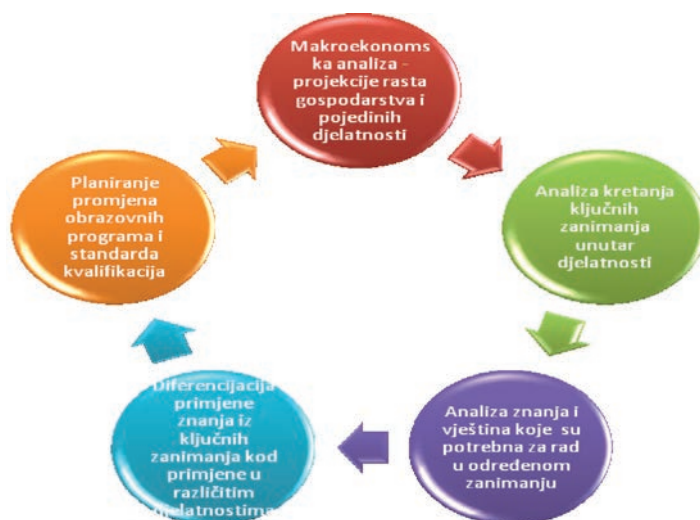 Makroekonoms
ka analiza -
projekcije rasta
gospodarstva i
pojedinih
djelatnosti
Analiza kretanja
ključnih
zanimanja
unutar
djelatnosti
Analiza znanja i
vještina koje su
potrebna za rad
u određenom
zanimanju
Diferencijacija
primjene
znanja iz
ključnih
zanimanja kod
primjene u
različitim
djelatnostima
Planiranje
promjena
obrazovnih
programa i
standarda
kvalifikacija